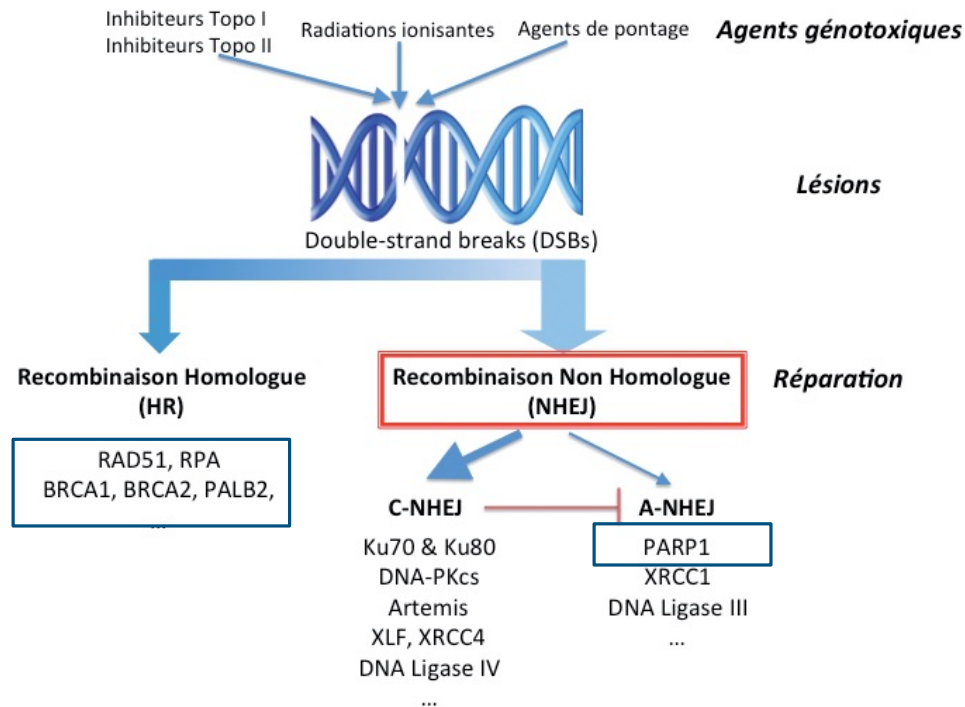 Inhibiteurs Topo I
Inhibiteurs Topo II
Radiations ionisantes
Agents de pontage
Agents génotoxiques
Lésions
Double-strand breaks (DSBs)
Recombinaison Homologue
(HR)
Recombinaison Non Homologue
(NHEJ)
Réparation
RAD51, RPA
BRCA1, BRCA2, PALB2,
...
C-NHEJ
Ku70 & Ku80
DNA-PKcs
Artemis
XLF, XRCC4
DNA Ligase IV
...
A-NHEJ
PARP1
XRCC1
DNA Ligase III
...